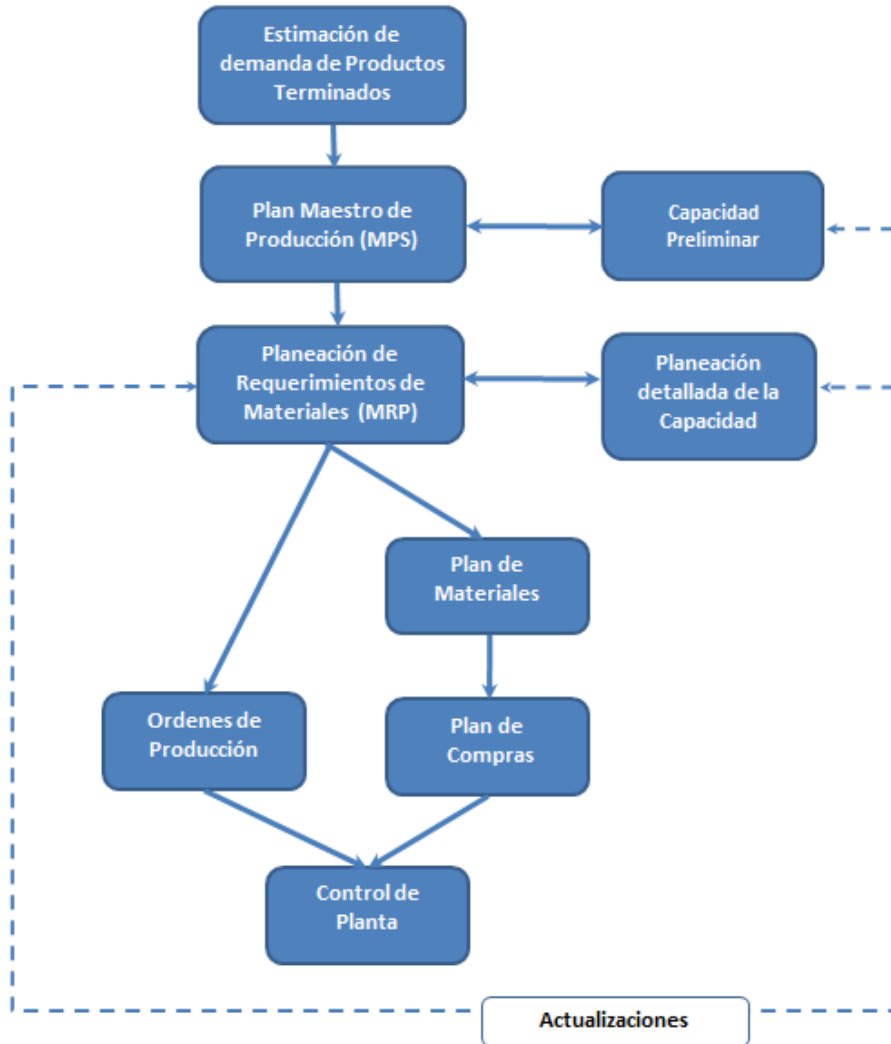 Estimación de
demanda de Productos
Terminados
Plan Maestro de
Producción (MPS)
Capacidad
Preliminar
Planeación de
Requerimientos de
Materiales (MRP)
Planeación
detallada de la
Capacidad
Plan de
Materiales
Ordenes de
Producción
Plan de
Compras
Control de
Planta
Actualizaciones